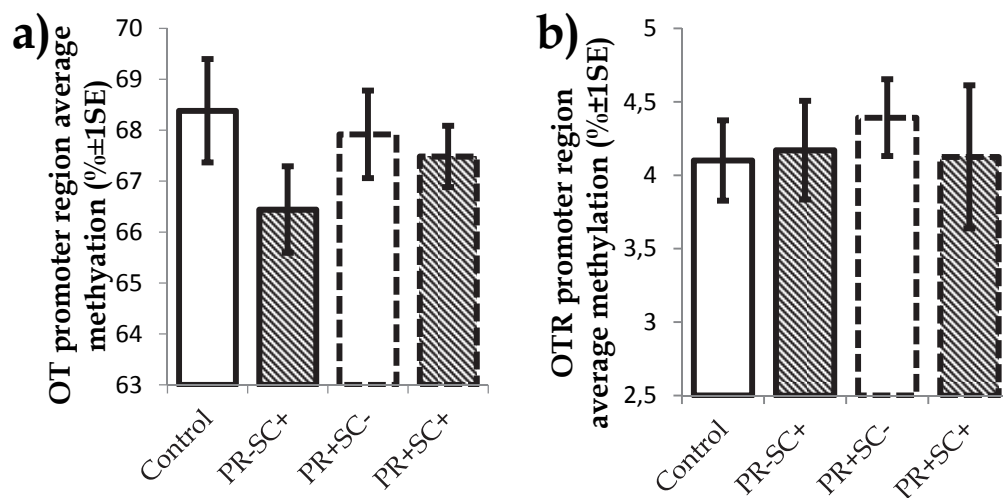 a)
OT promoter region average
methyation (%±1SE)
70
69
68
67
66
65
64
63
Control
PR-SC+
PR+SC-
PR+SC+
b)
OTR promoter region
average methylation (%±1SE)
5
4,5
4
3,5
3
2,5
Control
PR-SC+
PR+SC-
PR+SC+